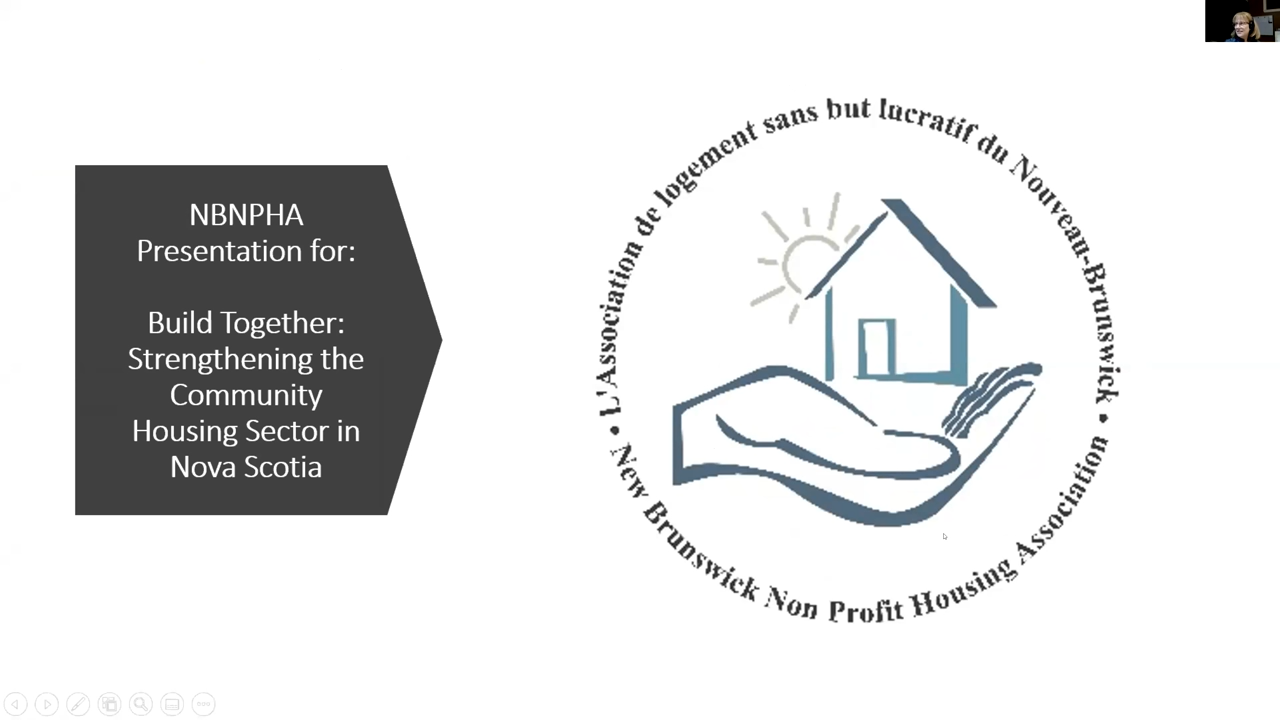 NBNPHA
Presentation for:
Build Together:
Strengthening the
Community
Housing Sector in
Nova Scotia
L'Association de logement sans but lucratif du Nouveau-Brunswick •
New Brunswick Non Profit Housing Association •